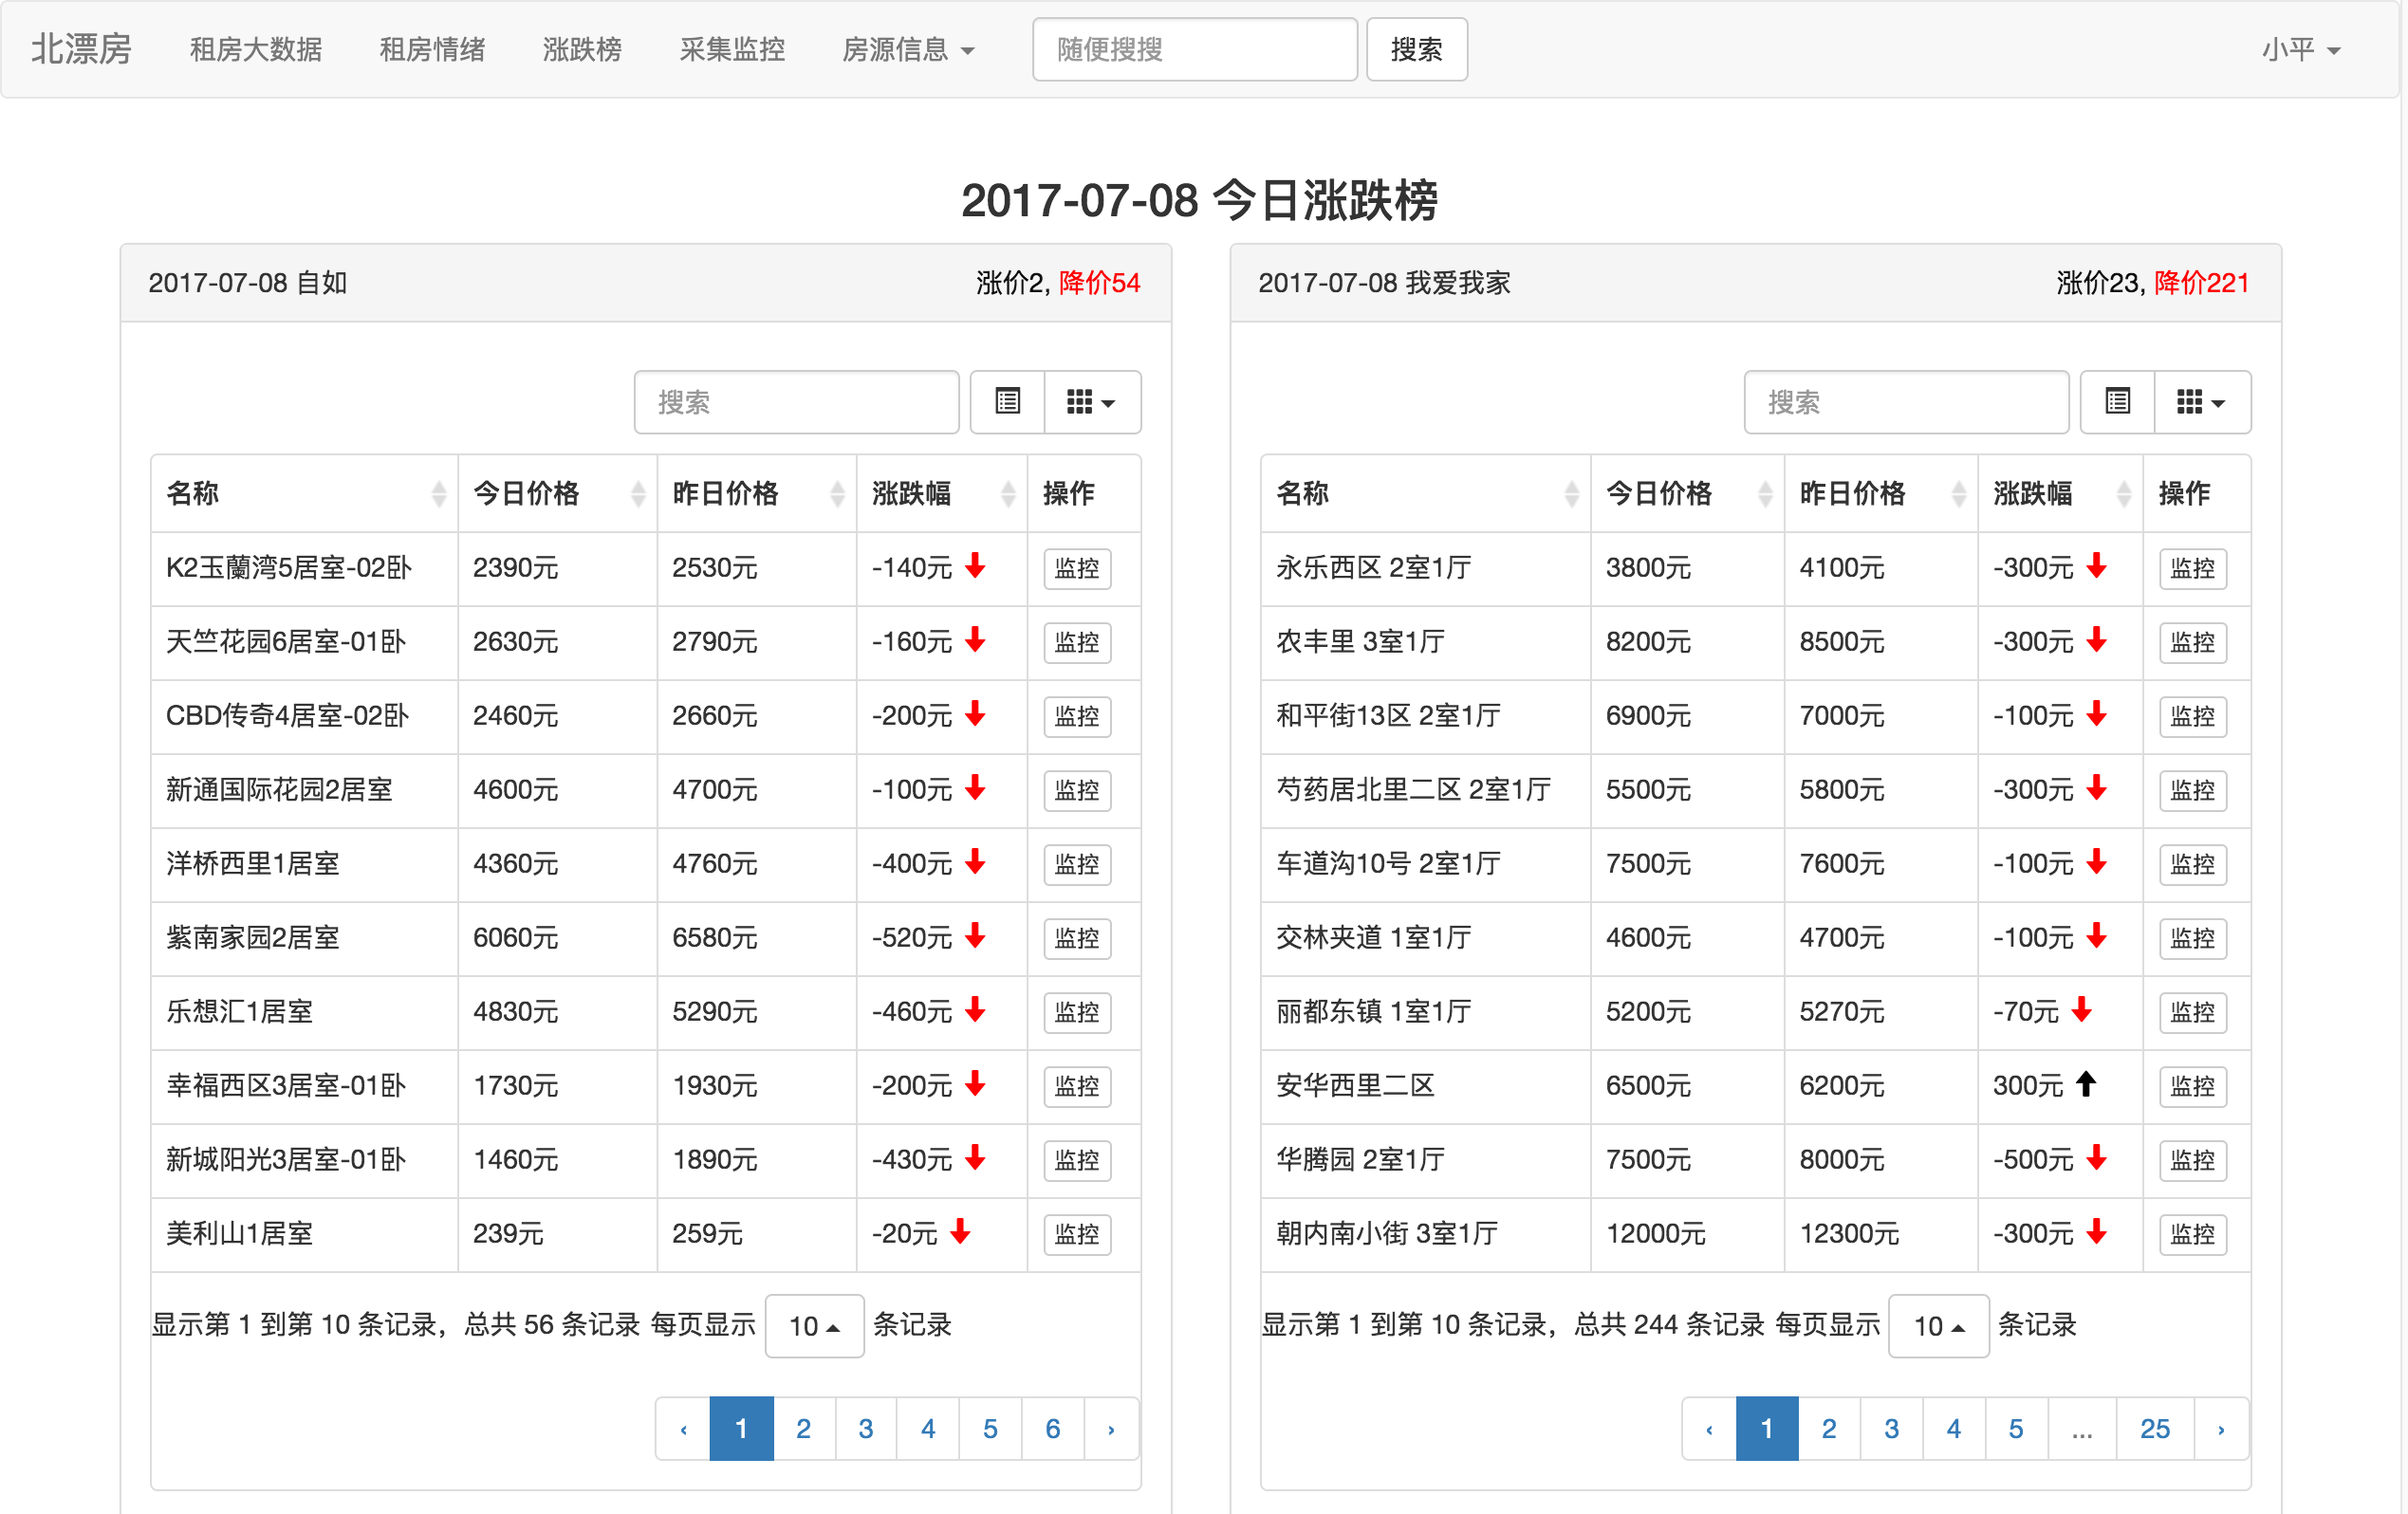 北漂房 租房大数据 租房情绪 涨跌榜 采集监控 房源信息 随便搜搜 搜索 小平
2017-07-08 今日涨跌榜
2017-07-08 自如 涨价2, 降价54
搜索
名称 今日价格 昨日价格 涨跌幅 操作
K2玉蘭湾5居室-02卧 2390元 2530元 -140元 监控
天竺花园6居室-01卧 2630元 2790元 -160元 监控
CBD传奇4居室-02卧 2460元 2660元 -200元 监控
新通国际花园2居室 4600元 4700元 -100元 监控
洋桥西里1居室 4360元 4760元 -400元 监控
紫南家园2居室 6060元 6580元 -520元 监控
乐想汇1居室 4830元 5290元 -460元 监控
幸福西区3居室-01卧 1730元 1930元 -200元 监控
新城阳光3居室-01卧 1460元 1890元 -430元 监控
美利山1居室 239元 259元 -20元 监控
显示第 1 到第 10 条记录，总共 56 条记录 每页显示 10 条记录
‹ 1 2 3 4 5 6 ›
2017-07-08 我爱我家 涨价23, 降价221
搜索
名称 今日价格 昨日价格 涨跌幅 操作
永乐西区 2室1厅 3800元 4100元 -300元 监控
农丰里 3室1厅 8200元 8500元 -300元 监控
和平街13区 2室1厅 6900元 7000元 -100元 监控
芍药居北里二区 2室1厅 5500元 5800元 -300元 监控
车道沟10号 2室1厅 7500元 7600元 -100元 监控
交林夹道 1室1厅 4600元 4700元 -100元 监控
丽都东镇 1室1厅 5200元 5270元 -70元 监控
安华西里二区 6500元 6200元 300元 监控
华腾园 2室1厅 7500元 8000元 -500元 监控
朝内南小街 3室1厅 12000元 12300元 -300元 监控
显示第 1 到第 10 条记录，总共 244 条记录 每页显示 10 条记录
‹ 1 2 3 4 5 ... 25 ›